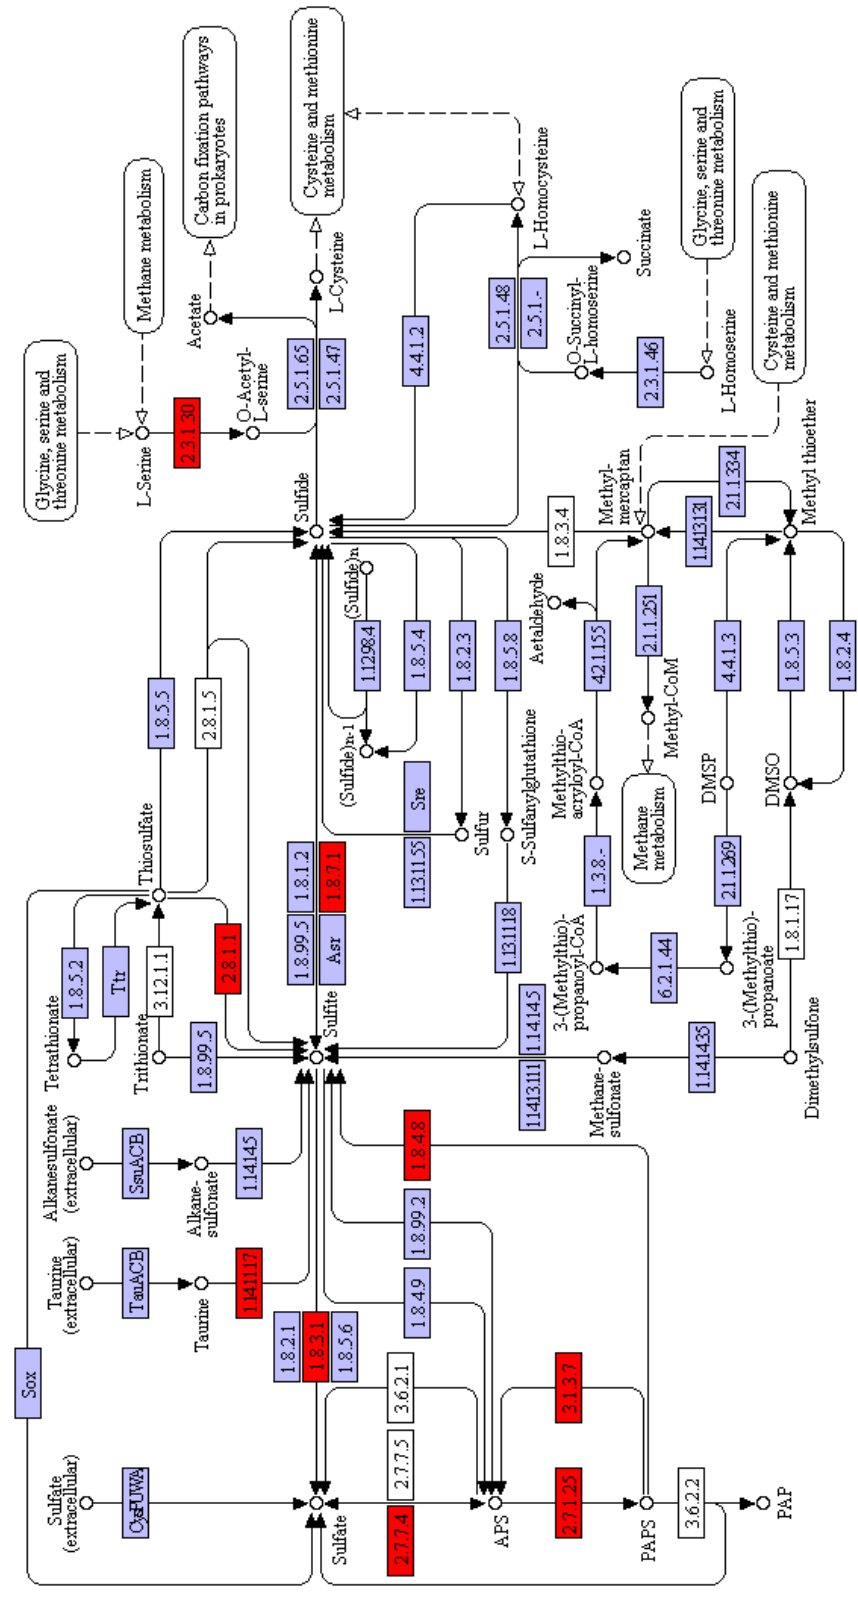 Sox
Glycine, serine and
threonine metabolism
Sulfate
(extracellular)
Taurine
(extracellular)
Alkanesulfonate
(extracellular)
Tetrathionate
1.8.5.2
Ttr
Thiosulfate
L-Serine
Methane metabolism
CysPUWA
TauACB
SsuACB
Trithionate
3.12.1.1
1.8.5.5
2.8.1.5
1.8.99.5
2.8.1.1
2.3.1.30
Acetate
Carbon fixation pathways
in prokaryotes
Taurine
1.141117
Alkane-
sulfonate
1.14.14.5
O-Acetyl-
L-serine
1.8.2.1
1.8.3.1
1.8.5.6
1.8.99.5
1.8.1.2
Asr
1.8.7.1
Sulfide
2.5.1.65
2.5.1.47
L-Cysteine
Cysteine and methionine
metabolism
Sulfate
Sulfite
2.7.7.4
2.7.7.5
3.6.2.1
1.8.4.9
1.8.99.2
1.8.4.8
1.13.11.55
Sre
(Sulfide)n-1
1.12.98.4
(Sulfide)n
1.8.5.4
4.4.1.2
Sulfur
1.8.2.3
APS
1.13.11.18
S-Sulfanylglutathione
1.8.5.8
2.5.1.48
2.5.1.-
L-Homocysteine
2.7.1.25
3.1.3.7
1.1413.111
1.14.14.5
Aetaldehyde
1.8.3.4
O-Succinyl-
L-homoserine
Succinate
Methane-
sulfonate
3-(Methylthio)-
propanoyl-CoA
1.3.8.-
Methylthio-
acryloyl-CoA
4.2.1.155
Methyl-
mercaptan
PAPS
2.1.1.251
Methyl-CoM
Methane
metabolism
2.3.1.46
3.6.2.2
6.2.1.44
1.1413.131
L-Homoserine
Glycine, serine and
threonine metabolism
1.14.14.35
3-(Methylthio)-
propanoate
2.1.1.269
DMSP
4.4.1.3
2.1.1.334
PAP
Dimethylsulfone
1.8.1.17
DMSO
1.8.5.3
1.8.2.4
Methyl thioether
Cysteine and methionine
metabolism